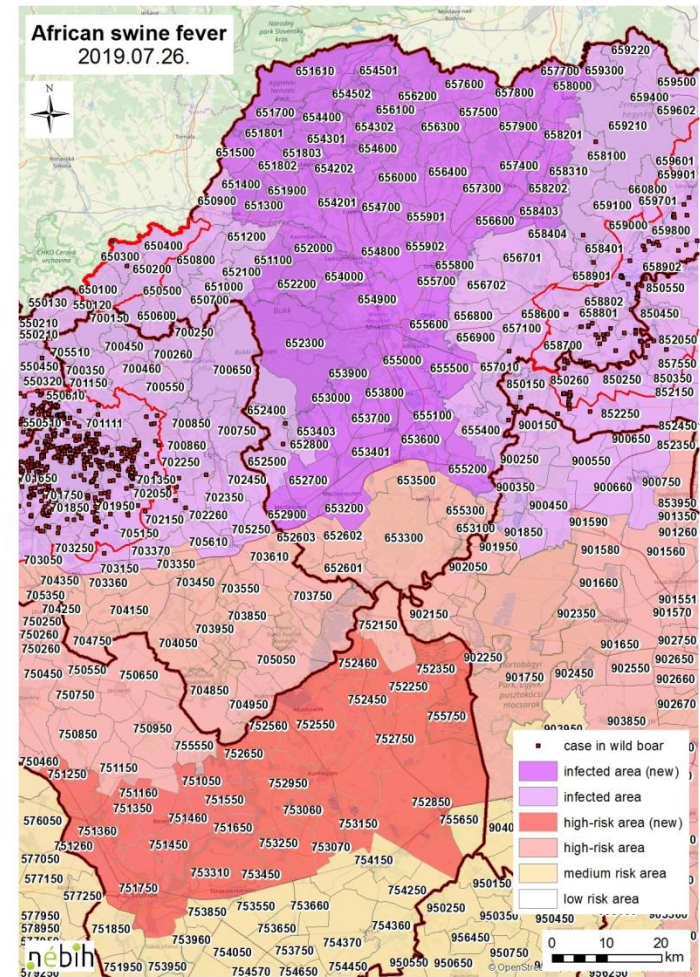 African swine fever
2019.07.26.
N
659220
651610 654501
657600 657700 659300
654502 656200 657800 658000 659500
659400
651700 654400 656100 657500 659602
654302 656300 657900 659210
651801 654301 658201
651500 651803 654600 658100
651802 654202 656400 657400 658310 659601
656000 659901
651400 651900 657300 658202 660800
650900 651300 654201 654700 659100 659701
655901 656600 658403
651200 659000 659800
650400 652000 655902 658404
650300 650800 651100 654800 656701 658401
650200 652100 655800 658902
654000 655700 658901
650100 650500 651000 652200 656702 850550
550130 550120 650700 654900 658802
700150 650600 656800 658600 658801 850450
550210 700250 655600 657100
550210 700450 652300 656900 852050
705510 700260 655000 658700
550450 700350 700460 700650 653900 655500 657010 857550
550320 701150 700550 850150 850260 850250 850350
550610 653000 653800 852150
652400 655100 852250
550510 701111 700850 653700
700750 653403 655400 900150 852450
700860 652800 653600 900650 852350
702250 652500 653401 900250 900550
701350 702450 655200
701650 652700 653500 900350 900660 900750
701750 702050 702350
701850 701950 653200 655300 900450 853950
702150 702260 652900 901350
705150 705250 653100 901850 901590
703250 705610 652603 652602 653300 901260
703370 703610 901950 901580 901560
703050 703150 703350 652601 902050
704350 703360 703450 703550 703750 901660
705350 901551
704250 704150 703850 752150 902150 902350 901570
750250 703950
750260 704750 704050 901650 902750
750260 705050 752460 902250
750450 750550 750650 752350 901750 902450 902550 902650
752250 902660
750750 704850 752450
704950 755750 902670
752560 752550
750850 750950 755550 752750 903950 903850
752650
750460 751150
751250 751050 752950
751160 751550
751350 753060 752850
751460
751360 751650 753150 755650
751260 751450 753250 753070
576050
577050 753310 754150
577150 753450
751750 754250 950150
577250
753850 753550 753660 950250
577950 950350 950450
578950 751850 753650 754360
753960 754370 956450
754050 753750 950750
751950 753950 754570 754650 754450 950550 950650
case in wild boar
infected area (new)
infected area
high-risk area (new)
high-risk area
medium risk area
low risk area
0 10 20
km
nébih